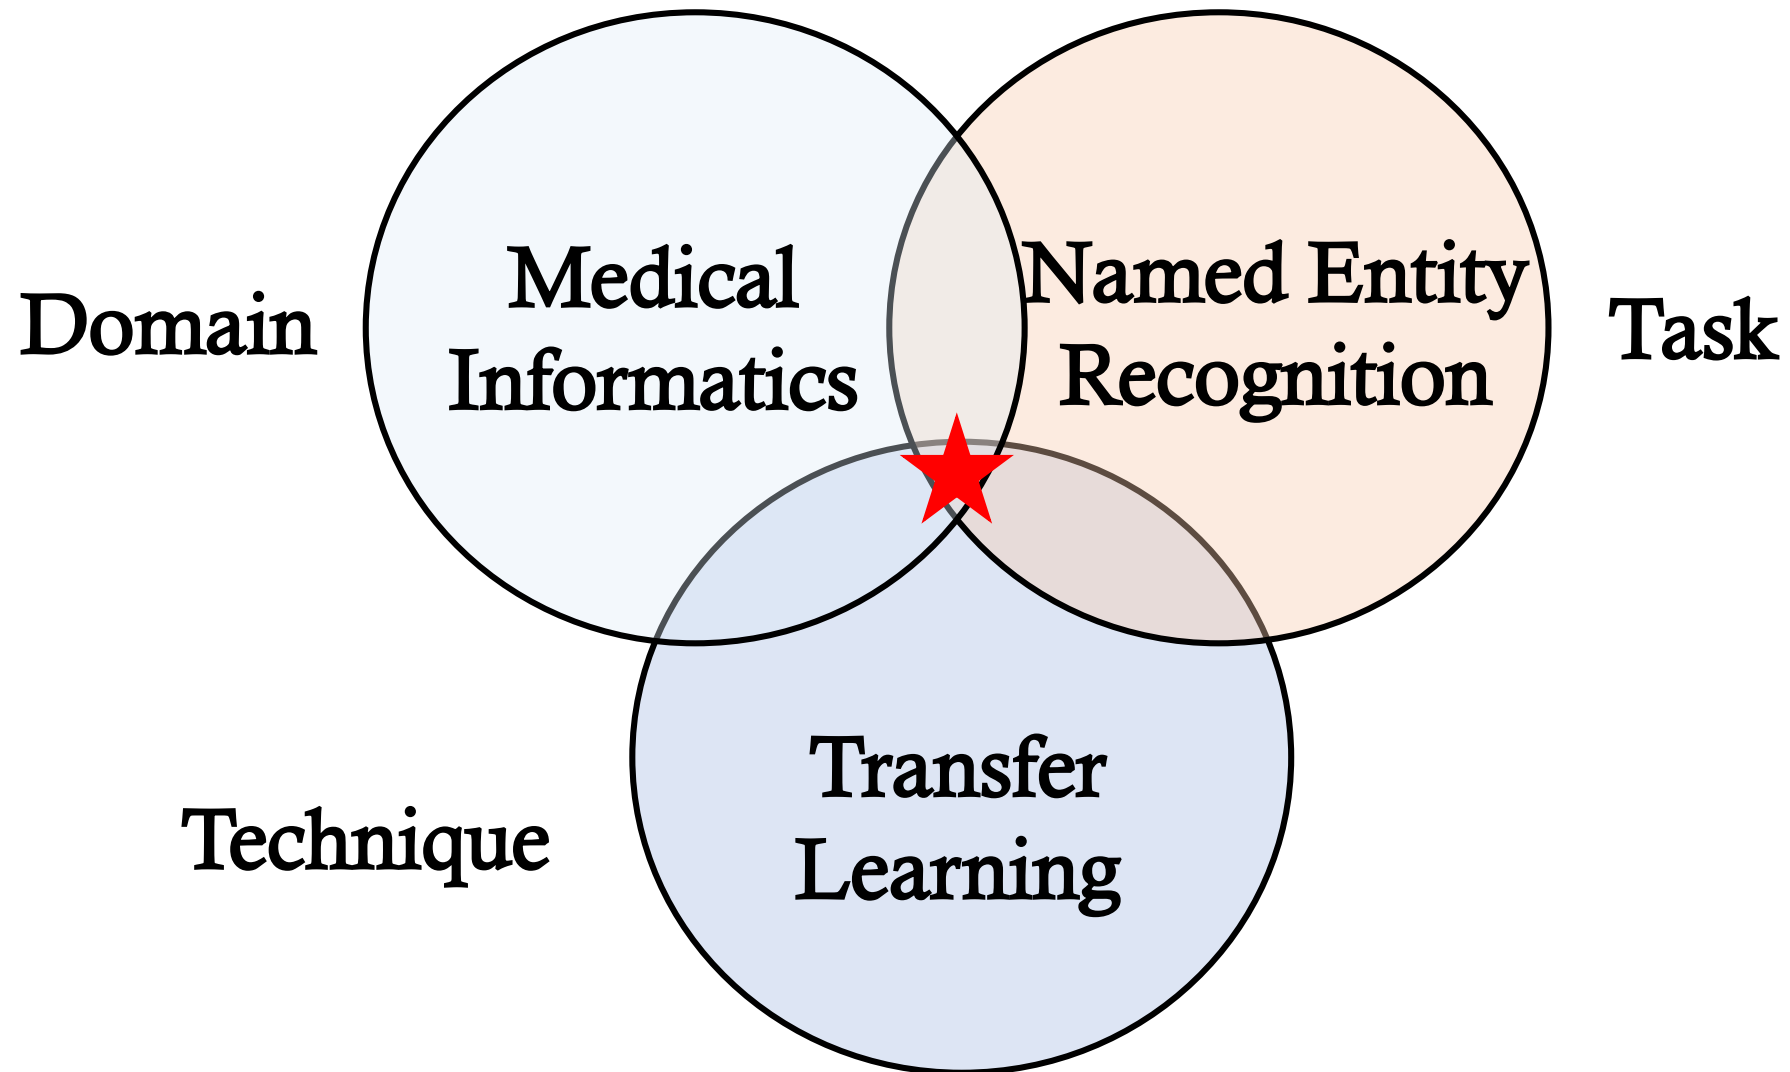 Domain
Medical
Informatics
Named Entity
Recognition
Task
Technique
Transfer
Learning